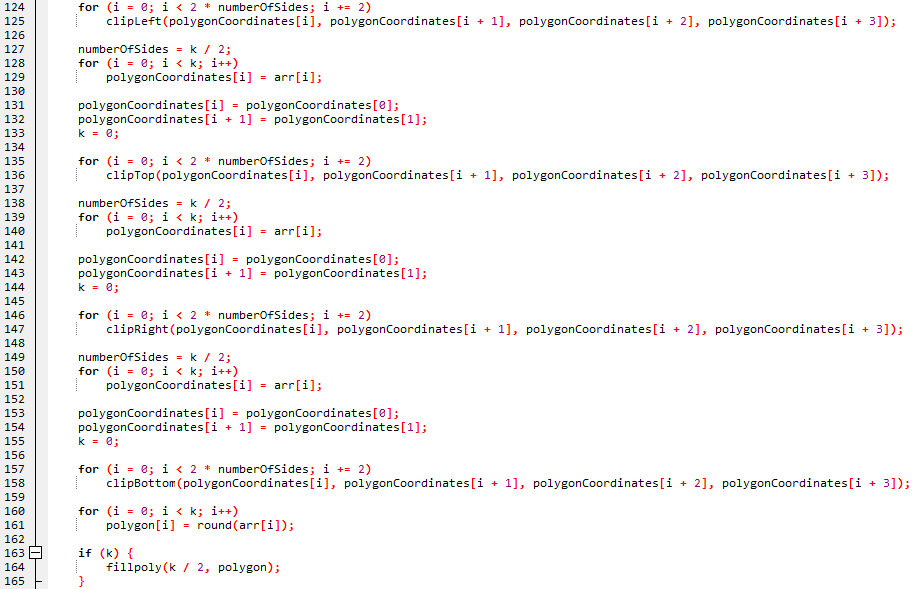 124 for (i = 0; i < 2 * numberOfSides; i += 2)
125 clipLeft(polygonCoordinates[i], polygonCoordinates[i + 1], polygonCoordinates[i + 2], polygonCoordinates[i + 3]);
126
127 numberOfSides = k / 2;
128 for (i = 0; i < k; i++)
129 polygonCoordinates[i] = arr[i];
130
131 polygonCoordinates[i] = polygonCoordinates[0];
132 polygonCoordinates[i + 1] = polygonCoordinates[1];
133 k = 0;
134
135 for (i = 0; i < 2 * numberOfSides; i += 2)
136 clipTop(polygonCoordinates[i], polygonCoordinates[i + 1], polygonCoordinates[i + 2], polygonCoordinates[i + 3]);
137
138 numberOfSides = k / 2;
139 for (i = 0; i < k; i++)
140 polygonCoordinates[i] = arr[i];
141
142 polygonCoordinates[i] = polygonCoordinates[0];
143 polygonCoordinates[i + 1] = polygonCoordinates[1];
144 k = 0;
145
146 for (i = 0; i < 2 * numberOfSides; i += 2)
147 clipRight(polygonCoordinates[i], polygonCoordinates[i + 1], polygonCoordinates[i + 2], polygonCoordinates[i + 3]);
148
149 numberOfSides = k / 2;
150 for (i = 0; i < k; i++)
151 polygonCoordinates[i] = arr[i];
152
153 polygonCoordinates[i] = polygonCoordinates[0];
154 polygonCoordinates[i + 1] = polygonCoordinates[1];
155 k = 0;
156
157 for (i = 0; i < 2 * numberOfSides; i += 2)
158 clipBottom(polygonCoordinates[i], polygonCoordinates[i + 1], polygonCoordinates[i + 2], polygonCoordinates[i + 3]);
159
160 for (i = 0; i < k; i++)
161 polygon[i] = round(arr[i]);
162
163 if (k) {
164 fillpoly(k / 2, polygon);
165 }